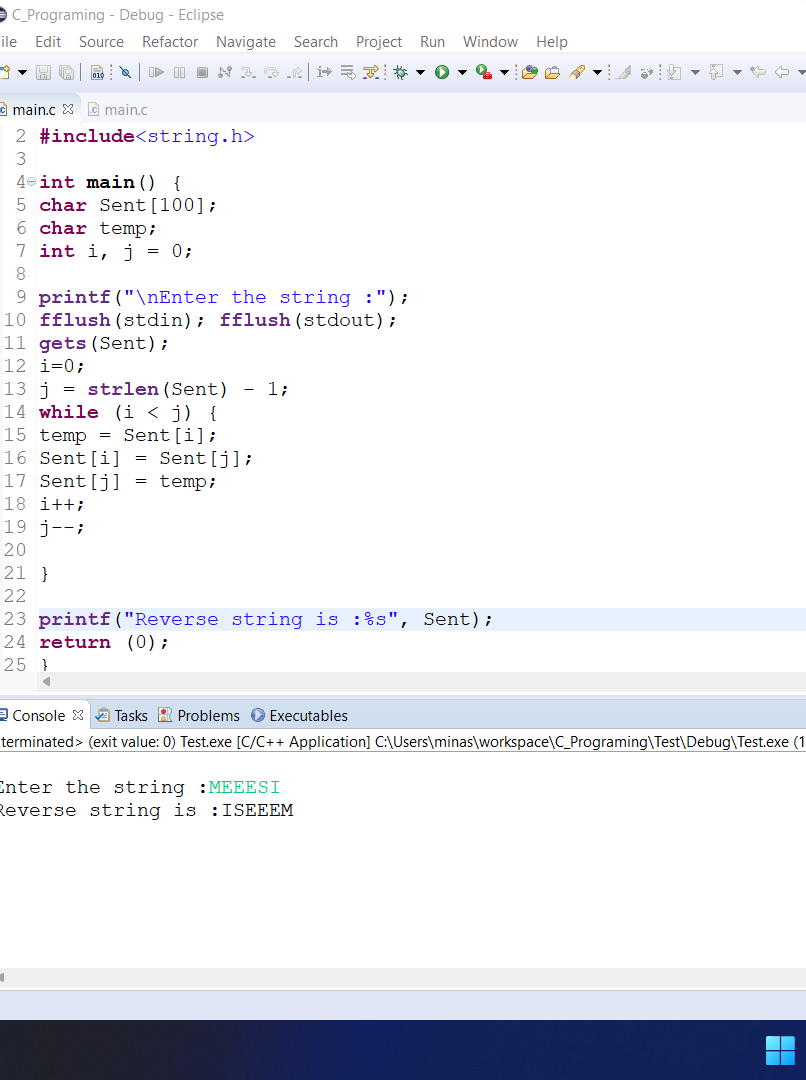 C_Programing - Debug - Eclipse
ile Edit Source Refactor Navigate Search Project Run Window Help
main.c main.c
2 #include<string.h>
3
4 int main() {
5 char Sent[100];
6 char temp;
7 int i, j = 0;
8
9 printf("\nEnter the string :");
10 fflush(stdin); fflush(stdout);
11 gets(Sent);
12 i=0;
13 j = strlen(Sent) - 1;
14 while (i < j) {
15 temp = Sent[i];
16 Sent[i] = Sent[j];
17 Sent[j] = temp;
18 i++;
19 j--;
20
21 }
22
23 printf("Reverse string is :%s", Sent);
24 return (0);
25 }
Console Tasks Problems Executables
terminated> (exit value: 0) Test.exe [C/C++ Application] C:\Users\minas\workspace\C_Programing\Test\Debug\Test.exe (1
Enter the string :MEEESI
Reverse string is :ISEEEM